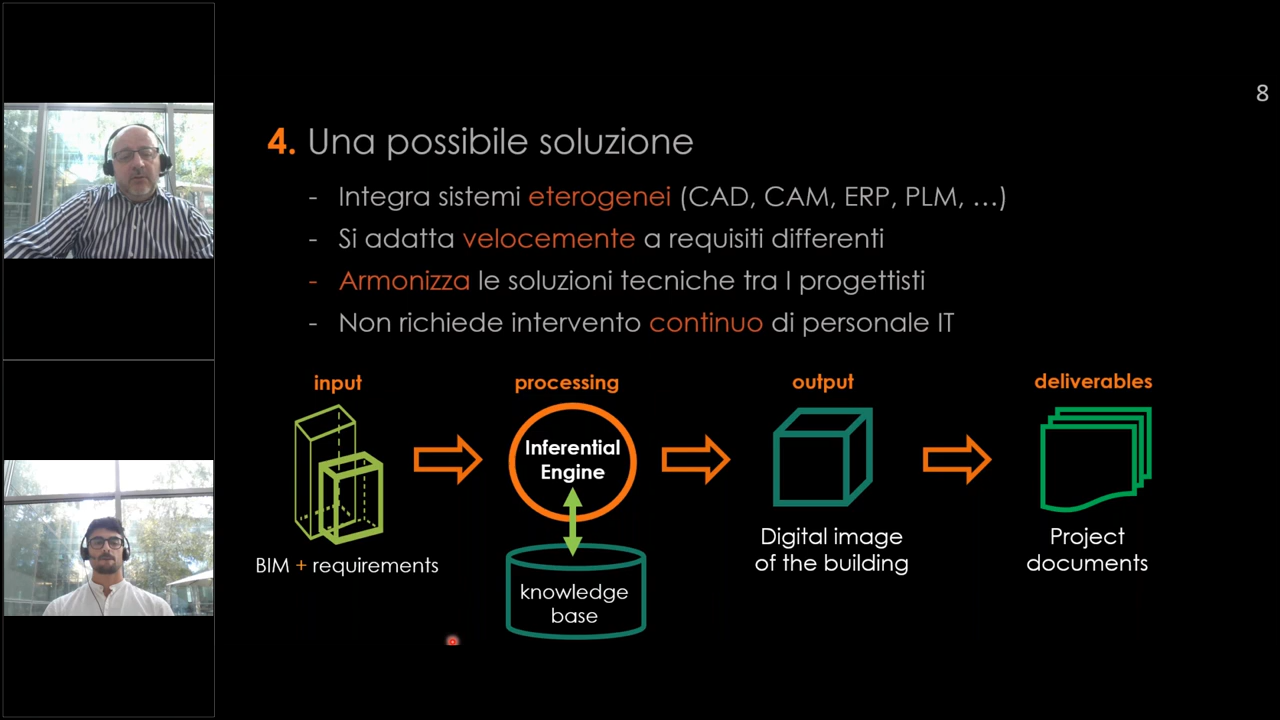 8
4. Una possibile soluzione
- Integra sistemi eterogenei (CAD, CAM, ERP, PLM, ...)
- Si adatta velocemente a requisiti differenti
- Armonizza le soluzioni tecniche tra I progettisti
- Non richiede intervento continuo di personale IT
input
processing
output
deliverables
Inferential
Engine
BIM + requirements
knowledge
base
Digital image
of the building
Project
documents